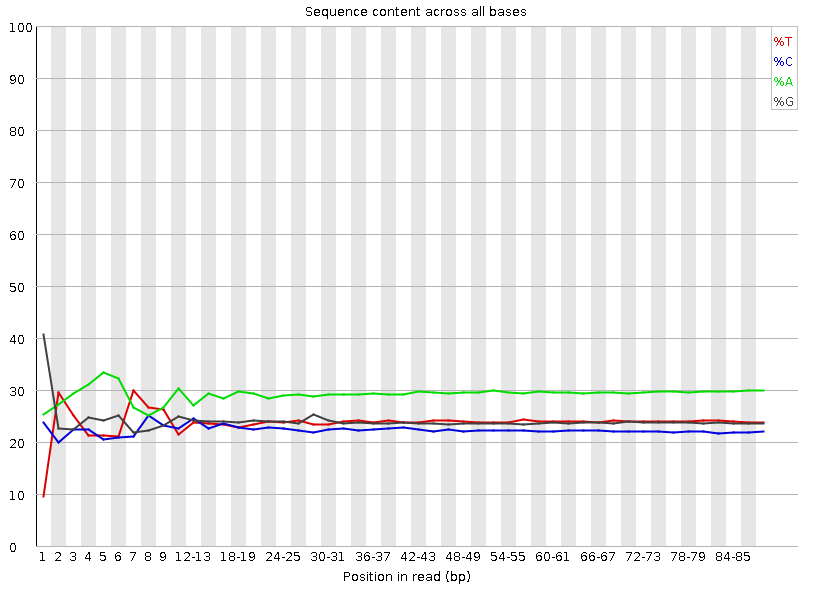 Sequence content across all bases
100
90
80
70
60
50
40
30
20
10
0
%T
%C
%A
%G
1 2 3 4 5 6 7 8 9 12-13 18-19 24-25 30-31 36-37 42-43 48-49 54-55 60-61 66-67 72-73 78-79 84-85
Position in read (bp)